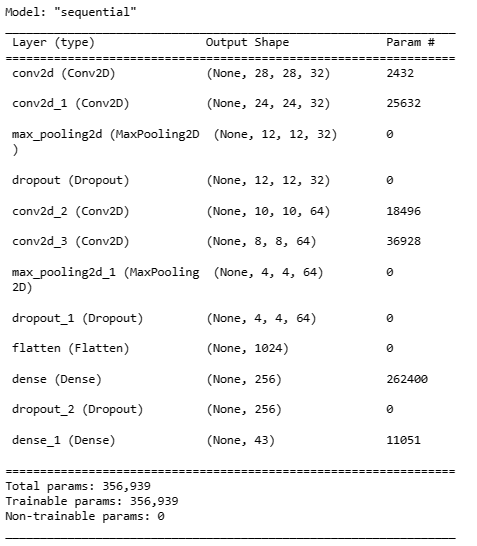 Model: "sequential"
_________________________________________________________________
Layer (type) Output Shape Param #
=================================================================
conv2d (Conv2D) (None, 28, 28, 32) 2432
conv2d_1 (Conv2D) (None, 24, 24, 32) 25632
max_pooling2d (MaxPooling2D (None, 12, 12, 32) 0
)
dropout (Dropout) (None, 12, 12, 32) 0
conv2d_2 (Conv2D) (None, 10, 10, 64) 18496
conv2d_3 (Conv2D) (None, 8, 8, 64) 36928
max_pooling2d_1 (MaxPooling (None, 4, 4, 64) 0
2D)
dropout_1 (Dropout) (None, 4, 4, 64) 0
flatten (Flatten) (None, 1024) 0
dense (Dense) (None, 256) 262400
dropout_2 (Dropout) (None, 256) 0
dense_1 (Dense) (None, 43) 11051
=================================================================
Total params: 356,939
Trainable params: 356,939
Non-trainable params: 0
_________________________________________________________________